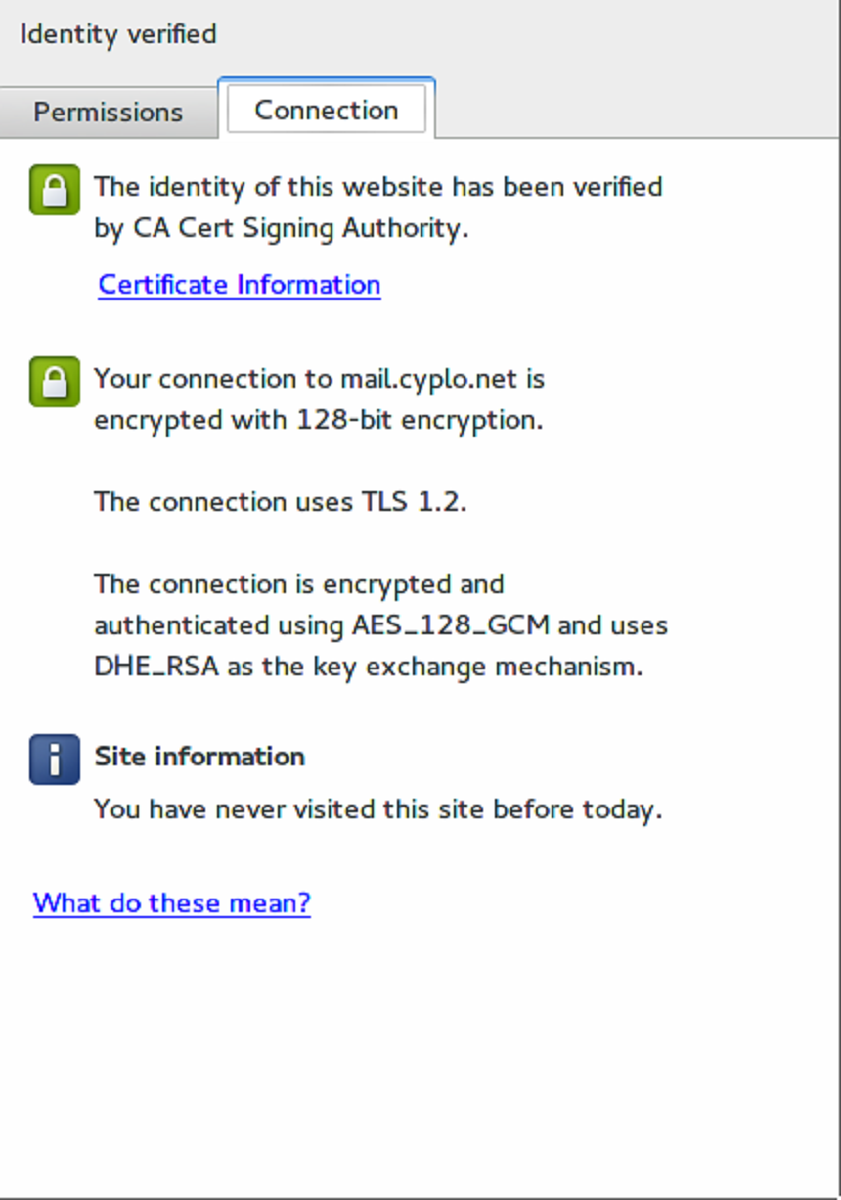 Identity verified
Permissions
Connection
The identity of this website has been verified
by CA Cert Signing Authority.
Certificate Information
Your connection to mail.cyplo.net is
encrypted with 128-bit encryption.
The connection uses TLS 1.2.
The connection is encrypted and
authenticated using AES_128_GCM and uses
DHE_RSA as the key exchange mechanism.
Site information
You have never visited this site before today.
What do these mean?